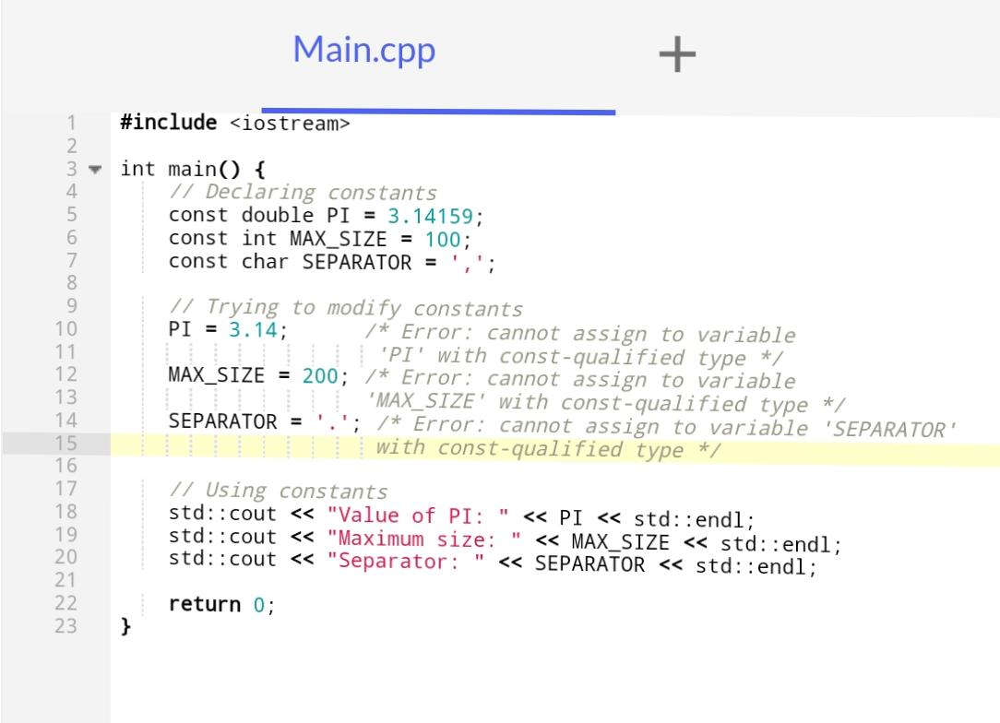 Main.cpp +
1 #include <iostream>
2
3 int main() {
4 // Declaring constants
5 const double PI = 3.14159;
6 const int MAX_SIZE = 100;
7 const char SEPARATOR = ',';
8
9 // Trying to modify constants
10 PI = 3.14; /* Error: cannot assign to variable
11 'PI' with const-qualified type */
12 MAX_SIZE = 200; /* Error: cannot assign to variable
13 'MAX_SIZE' with const-qualified type */
14 SEPARATOR = '.'; /* Error: cannot assign to variable 'SEPARATOR'
15 with const-qualified type */
16
17 // Using constants
18 std::cout << "Value of PI: " << PI << std::endl;
19 std::cout << "Maximum size: " << MAX_SIZE << std::endl;
20 std::cout << "Separator: " << SEPARATOR << std::endl;
21
22 return 0;
23 }